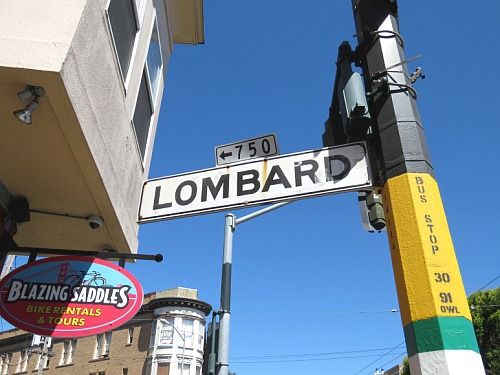 ←750
LOMBARD
BLAZING SADDLES
BIKE RENTALS
& TOURS
BUS
STOP
30
91
OWL